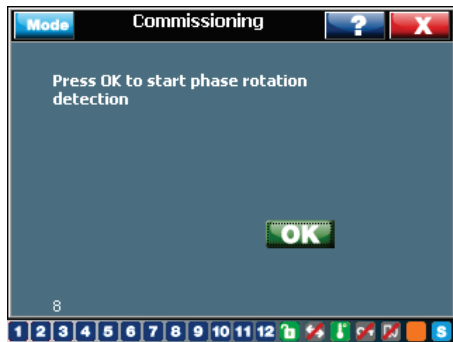 Mode Commissioning ? X
Press OK to start phase rotation
detection
OK
8
1 2 3 4 5 6 7 8 9 10 11 12 S